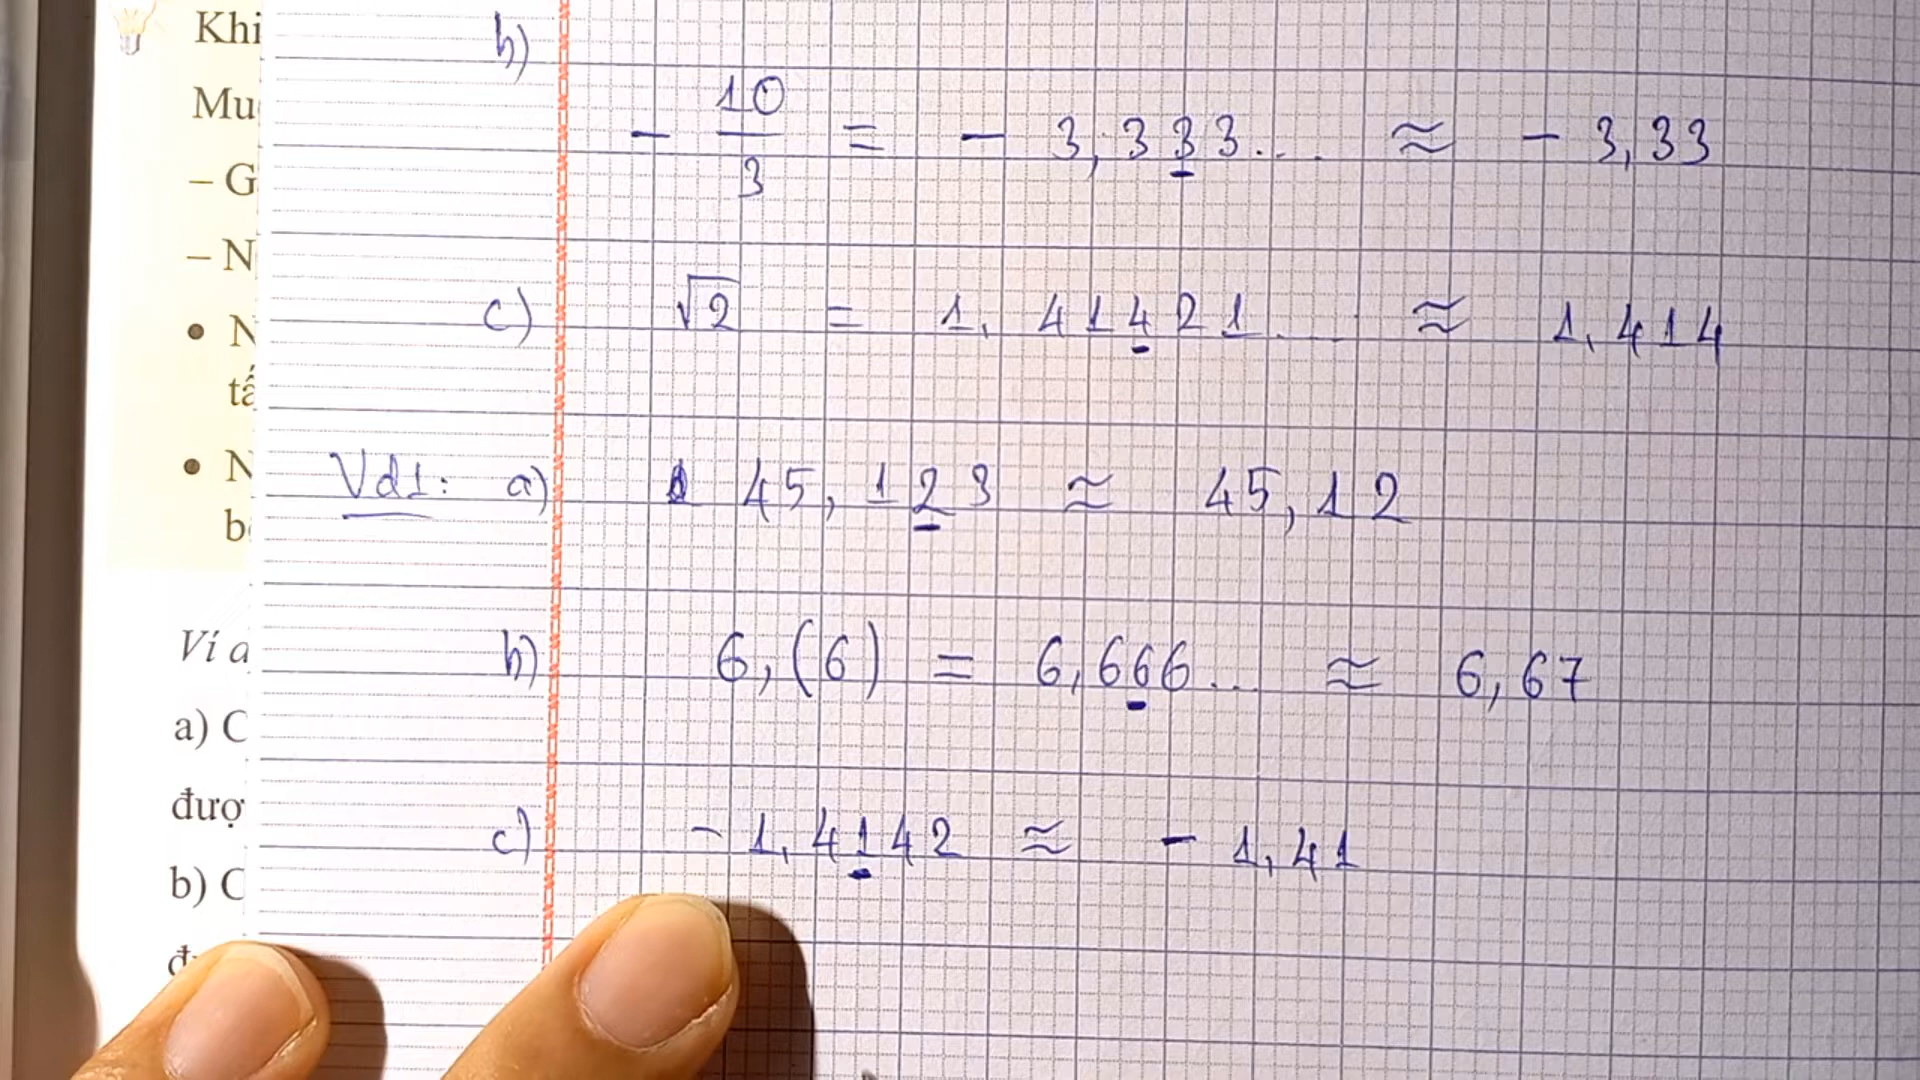 Khi
b)
Mu
- \frac{10}{3} = - 3,333... ≈ - 3,33
– G
– N
c) √2 = 1,41421... ≈ 1,414
• N
tấ
• N
Vd1: a) 45,123 ≈ 45,12
b
Ví d
b) 6,(6) = 6,666... ≈ 6,67
a) C
đượ
c) - 1,4142 ≈ - 1,41
b) C